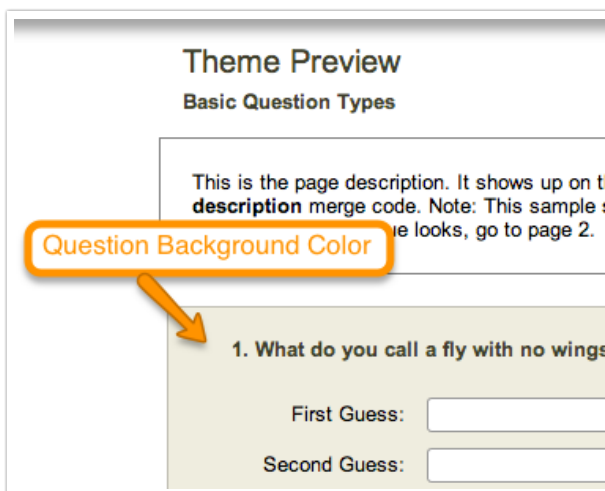 Theme Preview
Basic Question Types
This is the page description. It shows up on
description merge code. Note: This sample
looks, go to page 2.
Question Background Color
1. What do you call a fly with no wings
First Guess:
Second Guess: